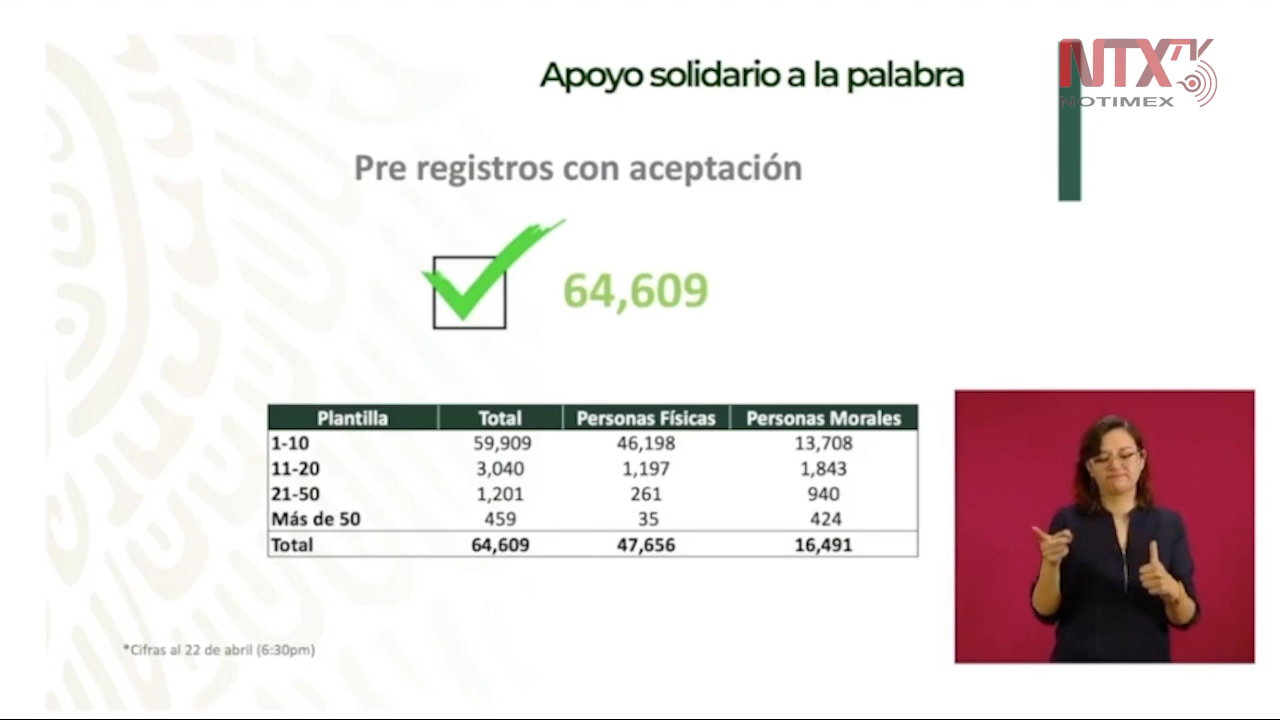 Apoyo solidario a la palabra
NTX
NOTIMEX
Pre registros con aceptación
64,609
Plantilla Total Personas Físicas Personas Morales
1-10 59,909 46,198 13,708
11-20 3,040 1,197 1,843
21-50 1,201 261 940
Más de 50 459 35 424
Total 64,609 47,656 16,491
*Cifras al 22 de abril (6:30pm)